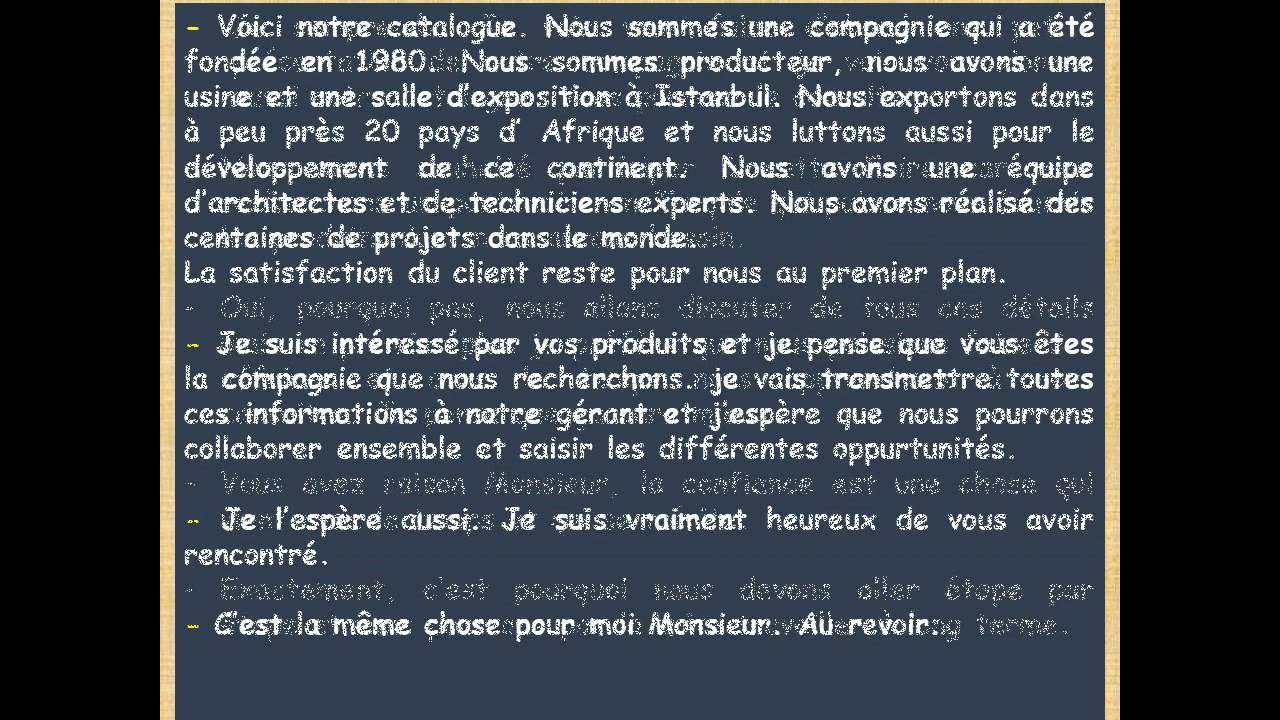 - Voici notre catalogue. Nous sommes une compagnie qui a été
fondée en 1980. Nous sommes producteur, nous avons une
usine et une salle d'exposition à Istanbul. Nous exportons dans
à peu près 20 pays d' Afrique et nous luttons aussi pour le
développement de ce continent. Nous avons une équipe
d'architectes et de techniciens experts. Nous avons réalisé des
centaines de projets dans le monde
La satisfaction du client reste pour nous au premier plan.
- Oui, pourquoi pas, nous discuter de tous les détails
- Je suis intéressé par vos produits et je pense que vous êtes
la compagnie que nous recherchons. je vais transmettre toutes
ces informations à notre gérant et j'espère que nous pourrons
collaborer ensemble et saisir les différentes opportunités.
- Vous avez raison Monsieur la confiance est une chose qui
- Je l'espère aussi. Je suis vraiment heureux de vous avoir
rencontré.
- Exactement, c'est pourquoi nous devons aller étape par
- C'est la même chose pour moi Monsieur. Au revoir.